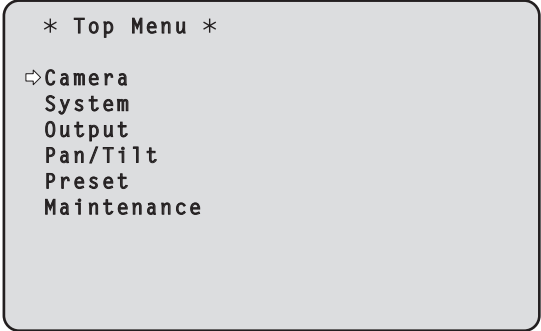 * Top Menu *
⇨Camera
System
Output
Pan/Tilt
Preset
Maintenance